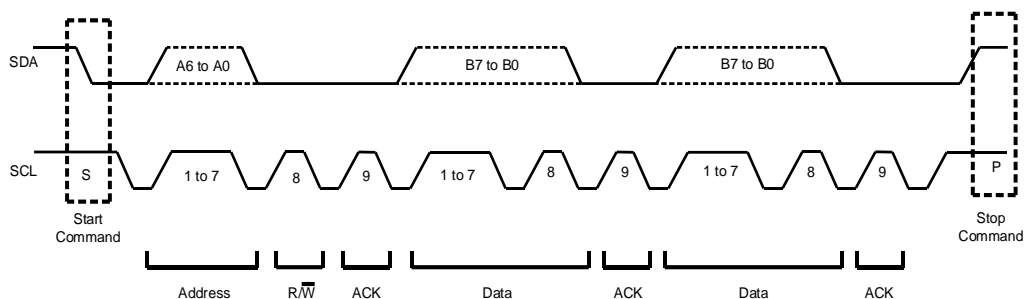 SDA
A6 to A0
B7 to B0
B7 to B0
SCL
S
1 to 7
8
9
1 to 7
8
9
1 to 7
8
9
P
Start
Command
Stop
Command
Address
R/W̅
ACK
Data
ACK
Data
ACK